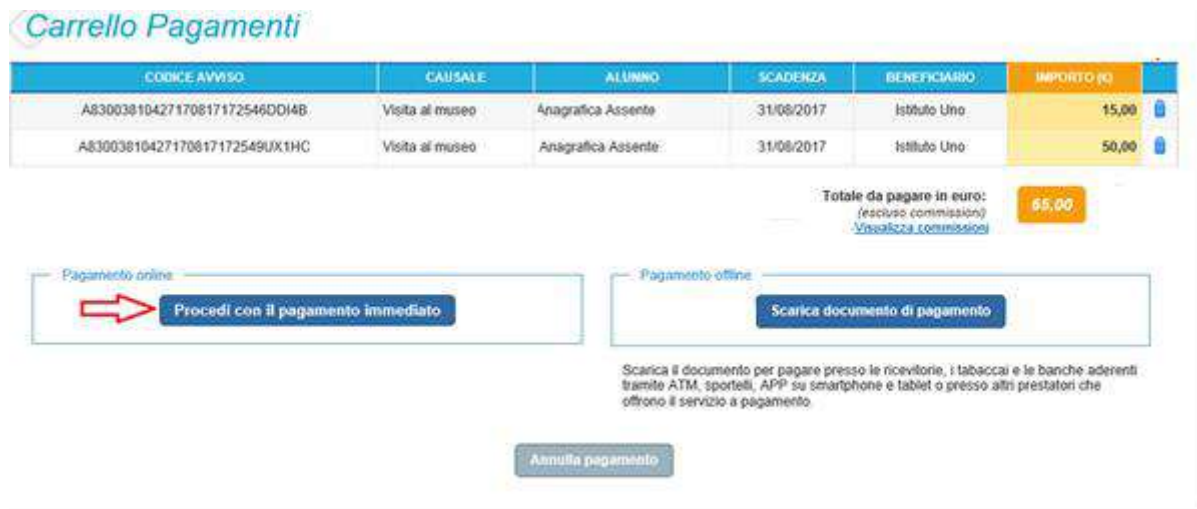 Carrello Pagamenti
CODICE AVVISO CAUSALE ALUNNO SCADENZA BENEFICIARIO IMPORTO (€)
A83003810427170817172546DDI4B Visita al museo Anagrafica Assente 31/08/2017 Istituto Uno 15,00
A83003810427170817172549UX1HC Visita al museo Anagrafica Assente 31/08/2017 Istituto Uno 50,00
Totale da pagare in euro: 65,00
(escluso commissioni)
Visualizza commissioni
Pagamento online Pagamento offline
Procedi con il pagamento immediato Scarica documento di pagamento
Scarica il documento per pagare presso le ricevitorie, i tabaccai e le banche aderenti
tramite ATM, sportelli, APP su smartphone e tablet o presso altri prestatori che
offrono il servizio a pagamento
Annulla pagamento